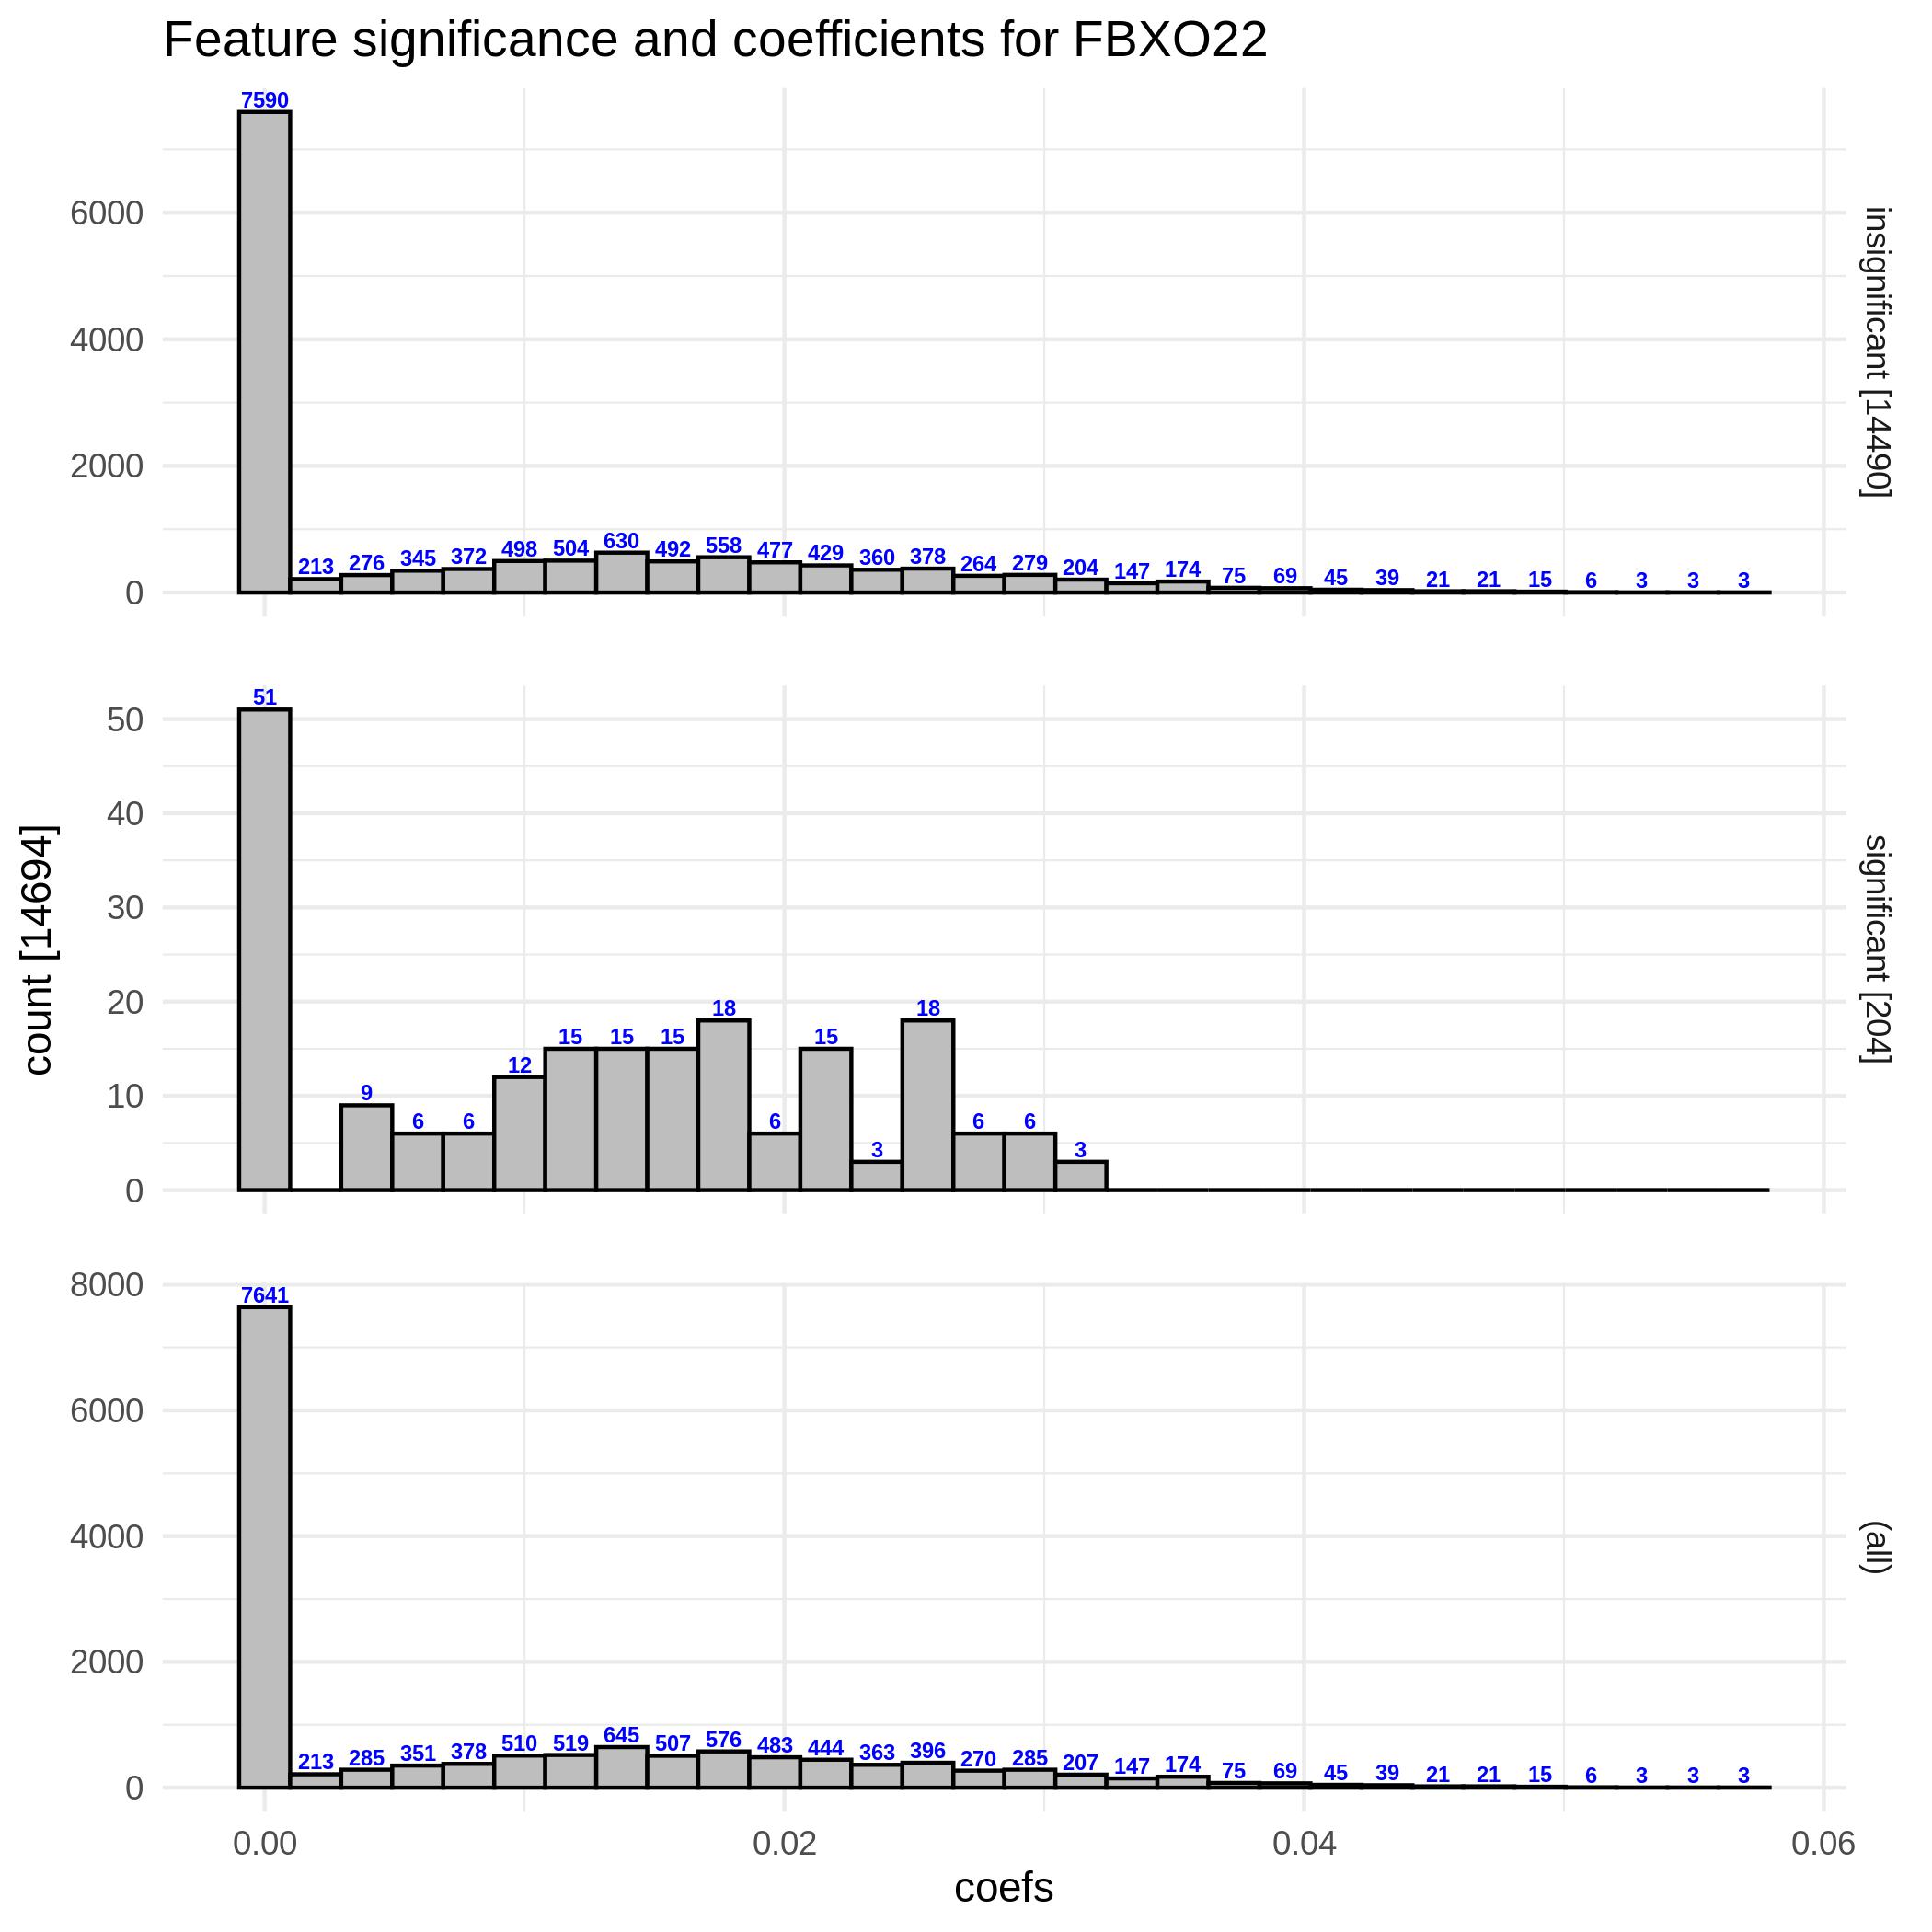 Feature significance and coefficients for FBXO22
7590
213 276 345 372 498 504 630 492 558 477 429 360 378 264 279 204 147 174 75 69 45 39 21 21 15 6 3 3 3
6000
4000
2000
0
insignificant [14490]
51
9 6 6 12 15 15 15 18 6 15 3 18 6 6 3
50
40
30
20
10
0
significant [204]
count [14694]
7641
213 285 351 378 510 519 645 507 576 483 444 363 396 270 285 207 147 174 75 69 45 39 21 21 15 6 3 3 3
8000
6000
4000
2000
0
(all)
0.00 0.02 0.04 0.06
coefs